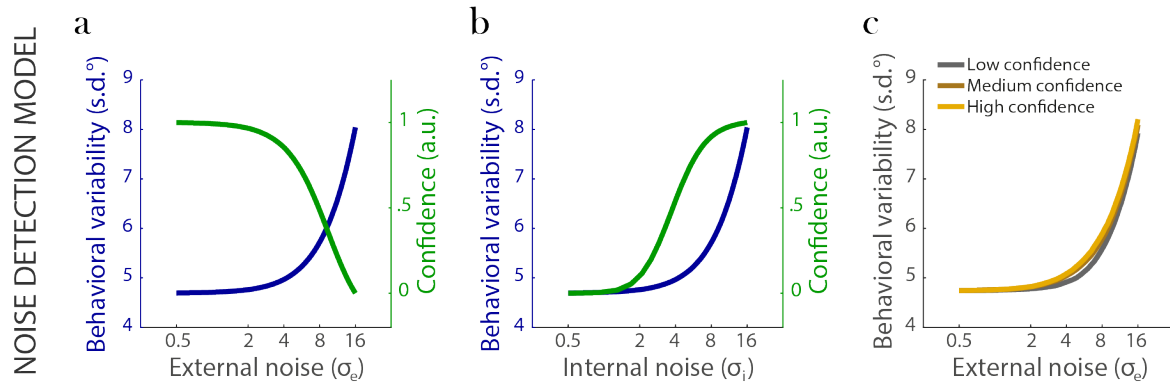 NOISE DETECTION MODEL
a
Behavioral variability (s.d.°)
9
8
7
6
5
4
0.5
2
4
8
16
External noise (σe)
1
.5
0
Confidence (a.u.)
b
Behavioral variability (s.d.°)
9
8
7
6
5
4
0.5
2
4
8
16
Internal noise (σi)
1
.5
0
Confidence (a.u.)
c
Behavioral variability (s.d.°)
9
8
7
6
5
4
Low confidence
Medium confidence
High confidence
0.5
2
4
8
16
External noise (σe)